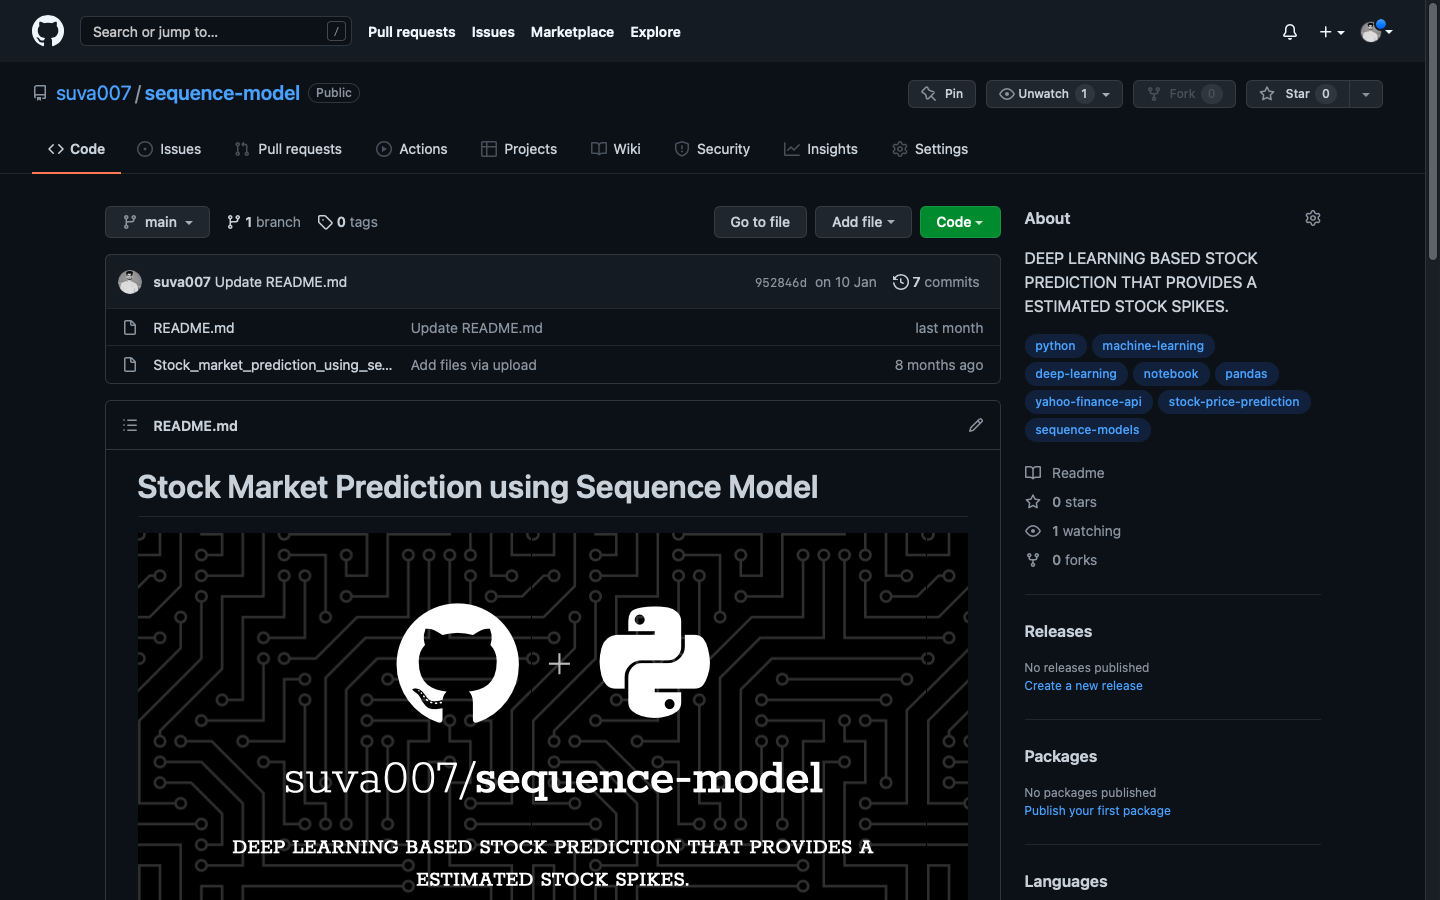 Search or jump to... /
Pull requests Issues Marketplace Explore
suva007 / sequence-model Public
Pin Unwatch 1 Fork 0 Star 0
Code Issues Pull requests Actions Projects Wiki Security Insights Settings
main 1 branch 0 tags Go to file Add file Code
suva007 Update README.md 952846d on 10 Jan 7 commits
README.md Update README.md last month
Stock_market_prediction_using_se... Add files via upload 8 months ago
README.md
Stock Market Prediction using Sequence Model
suva007/sequence-model
DEEP LEARNING BASED STOCK PREDICTION THAT PROVIDES A
ESTIMATED STOCK SPIKES.
About
DEEP LEARNING BASED STOCK
PREDICTION THAT PROVIDES A
ESTIMATED STOCK SPIKES.
python machine-learning
deep-learning notebook pandas
yahoo-finance-api stock-price-prediction
sequence-models
Readme
0 stars
1 watching
0 forks
Releases
No releases published
Create a new release
Packages
No packages published
Publish your first package
Languages